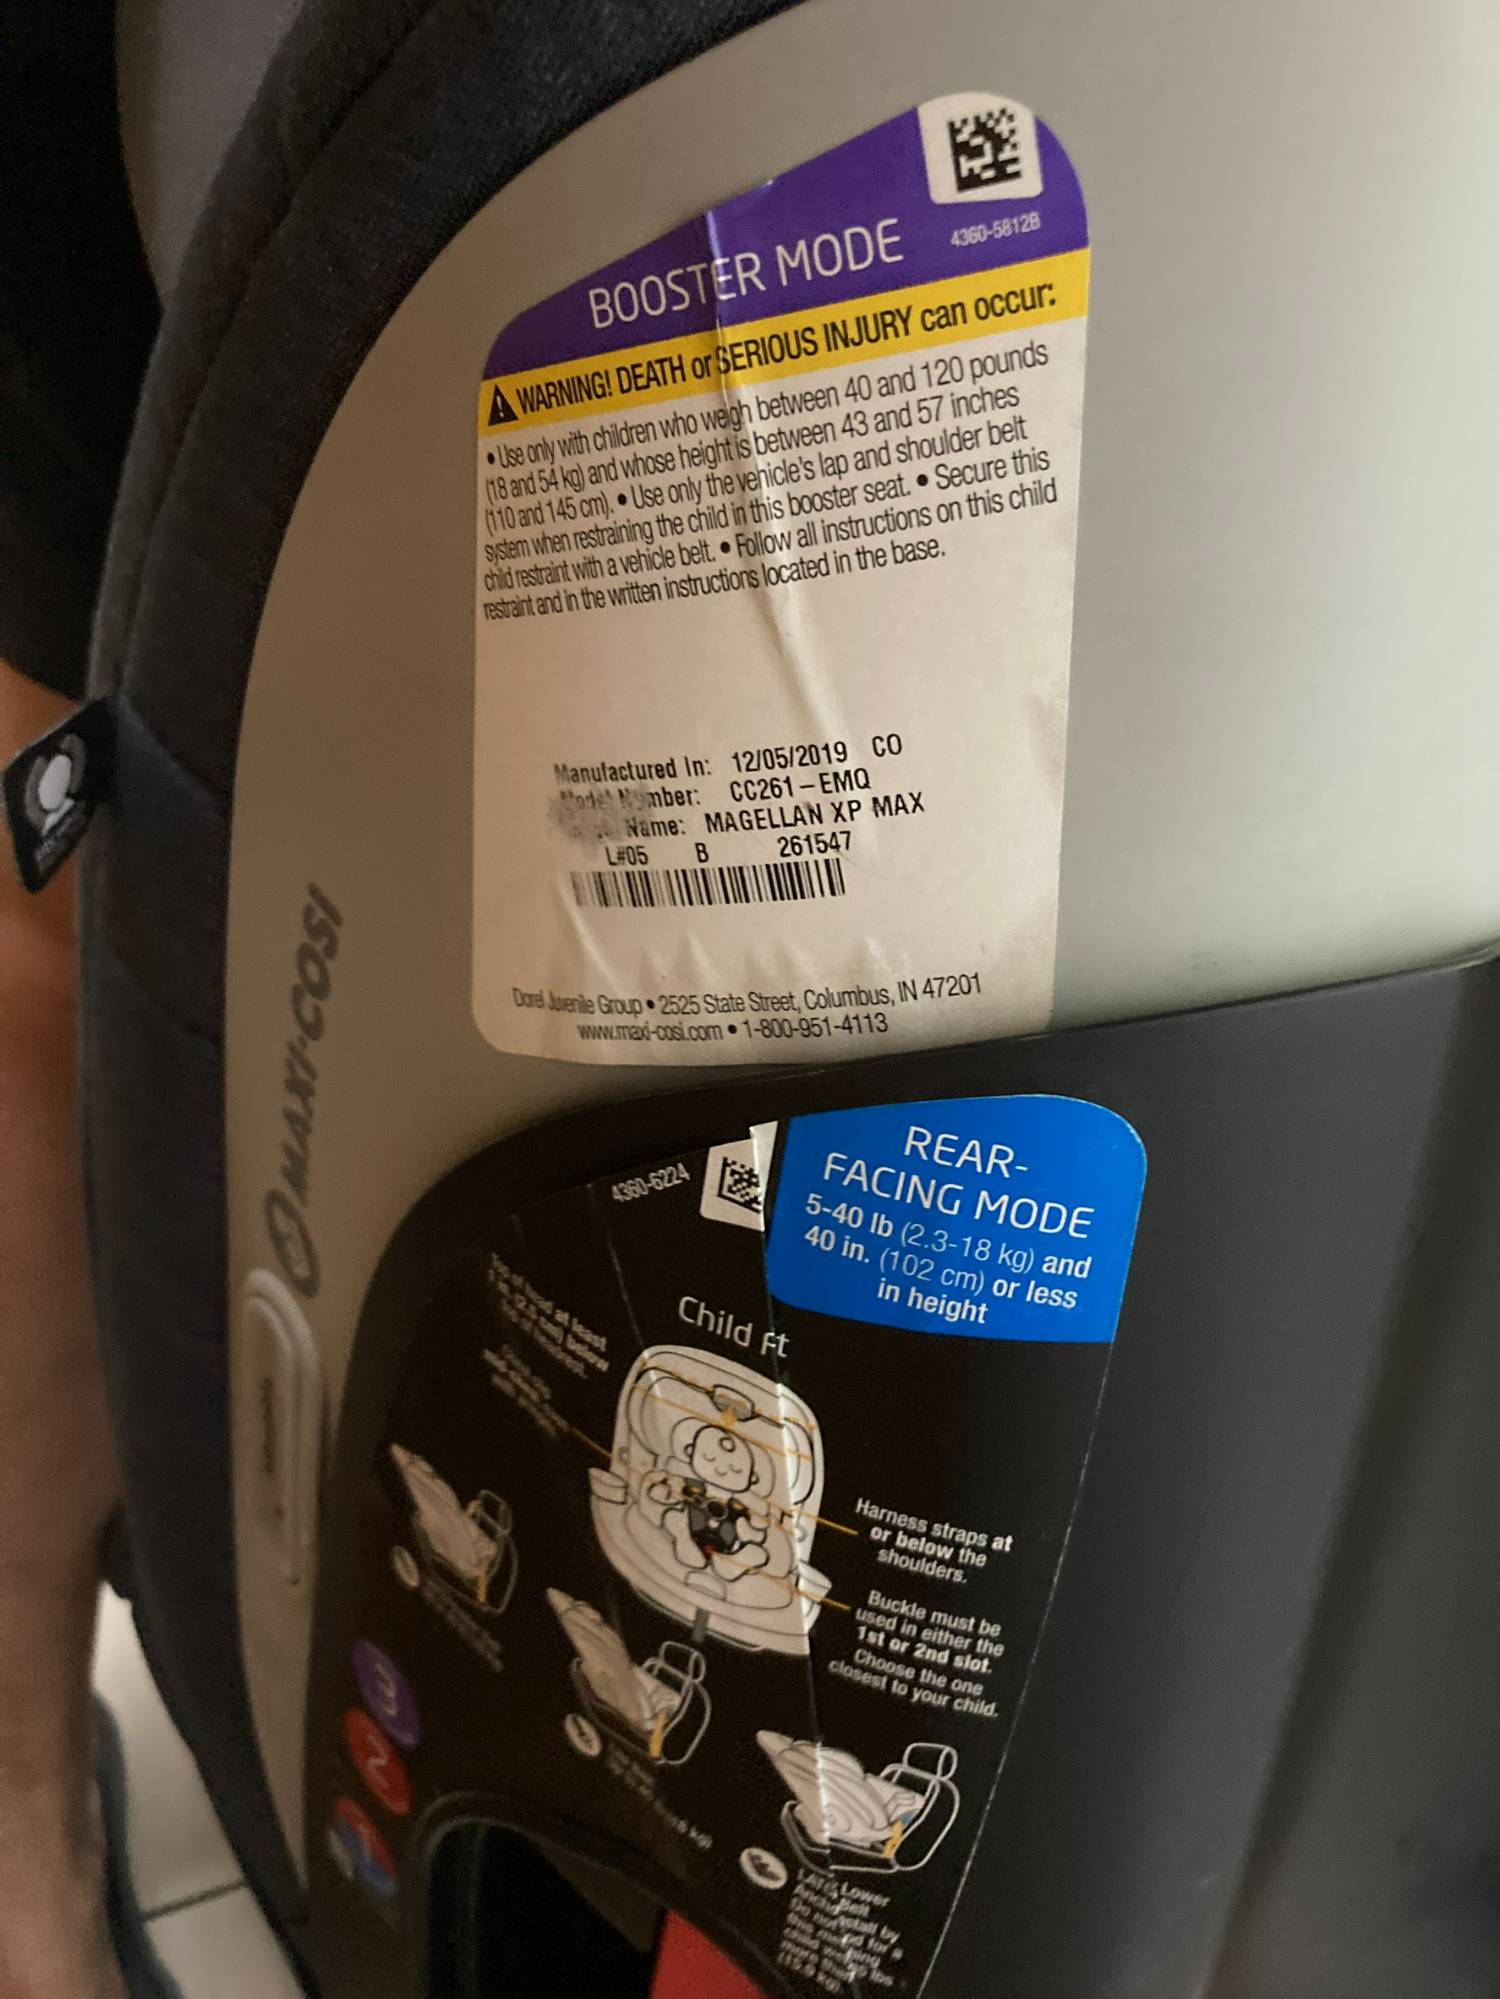 BOOSTER MODE
4360-5812B
WARNING! DEATH or SERIOUS INJURY can occur:
• Use only with children who weigh between 40 and 120 pounds
(18 and 54 kg) and whose height is between 43 and 57 inches
(110 and 145 cm). • Use only the vehicle's lap and shoulder belt
system when restraining the child in this booster seat. • Secure this
child restraint with a vehicle belt. • Follow all instructions on this child
restraint and in the written instructions located in the base.
Manufactured In: 12/05/2019 CO
Model Number: CC261-EMQ
Name: MAGELLAN XP MAX
L#05 B 261547
Dorel Juvenile Group • 2525 State Street, Columbus, IN 47201
www.maxi-cosi.com • 1-800-951-4113
MAXI-COSI
4360-6224
REAR-
FACING MODE
5-40 lb (2.3-18 kg) and
40 in. (102 cm) or less
in height
Child fit
Harness straps at
or below the
shoulders.
Buckle must be
used in either the
1st or 2nd slot.
Choose the one
closest to your child.
3
2
Lower